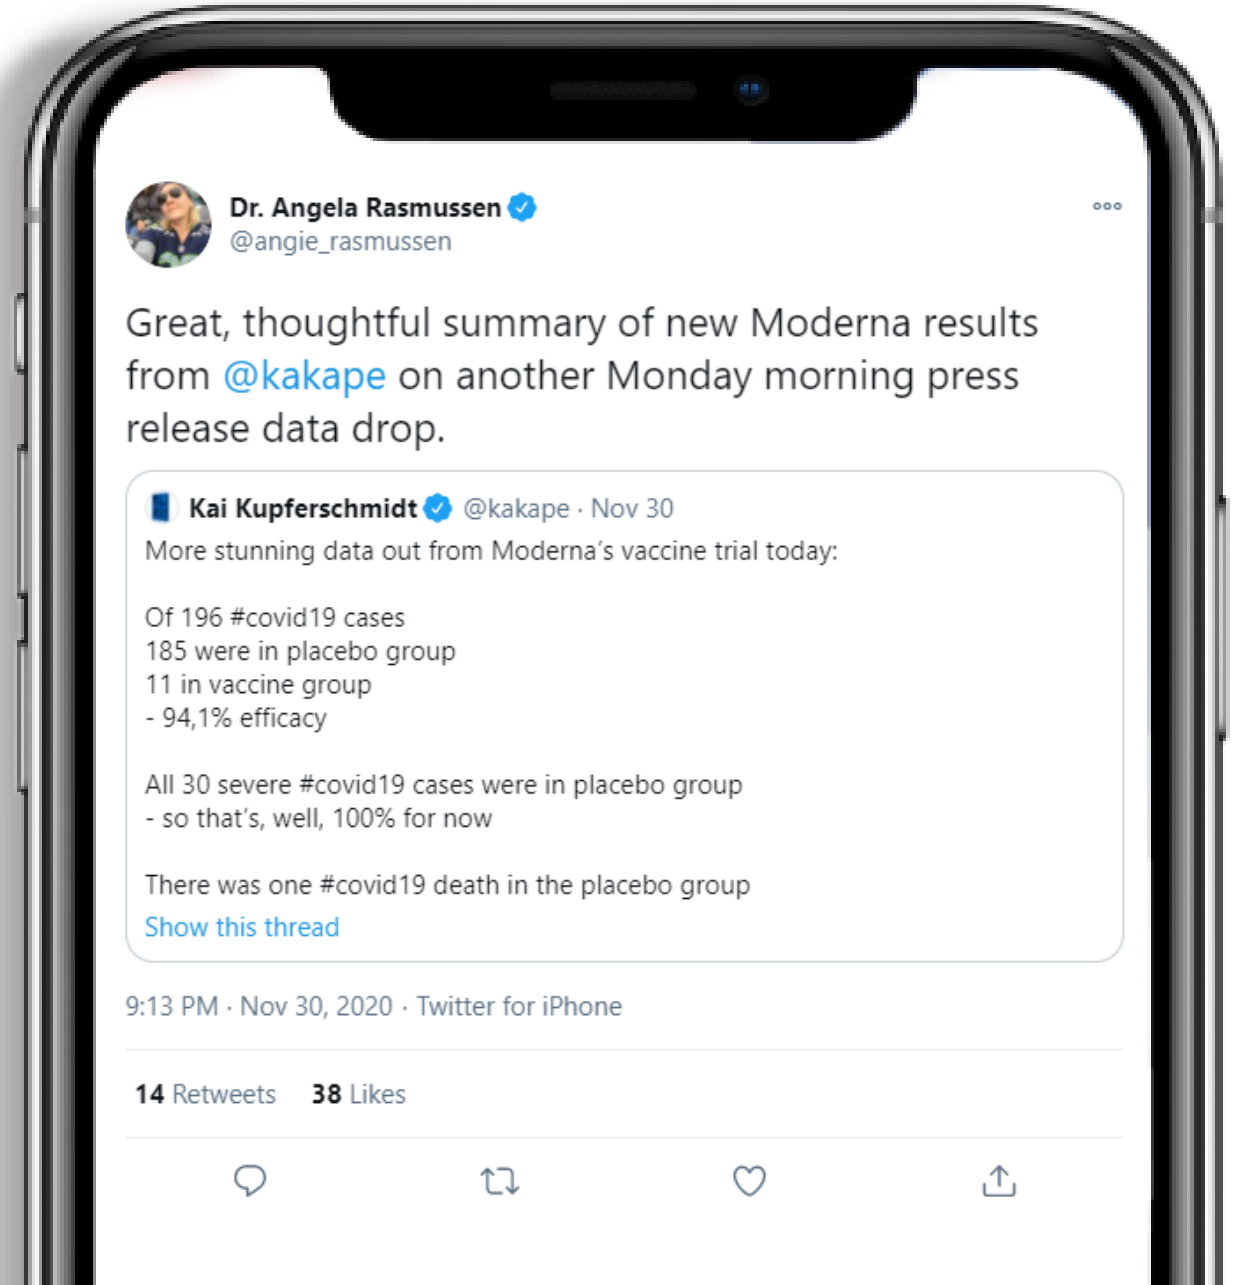 Dr. Angela Rasmussen
@angie_rasmussen
Great, thoughtful summary of new Moderna results
from @kakape on another Monday morning press
release data drop.
Kai Kupferschmidt @kakape · Nov 30
More stunning data out from Moderna's vaccine trial today:
Of 196 #covid19 cases
185 were in placebo group
11 in vaccine group
- 94,1% efficacy
All 30 severe #covid19 cases were in placebo group
- so that's, well, 100% for now
There was one #covid19 death in the placebo group
Show this thread
9:13 PM · Nov 30, 2020 · Twitter for iPhone
14 Retweets 38 Likes